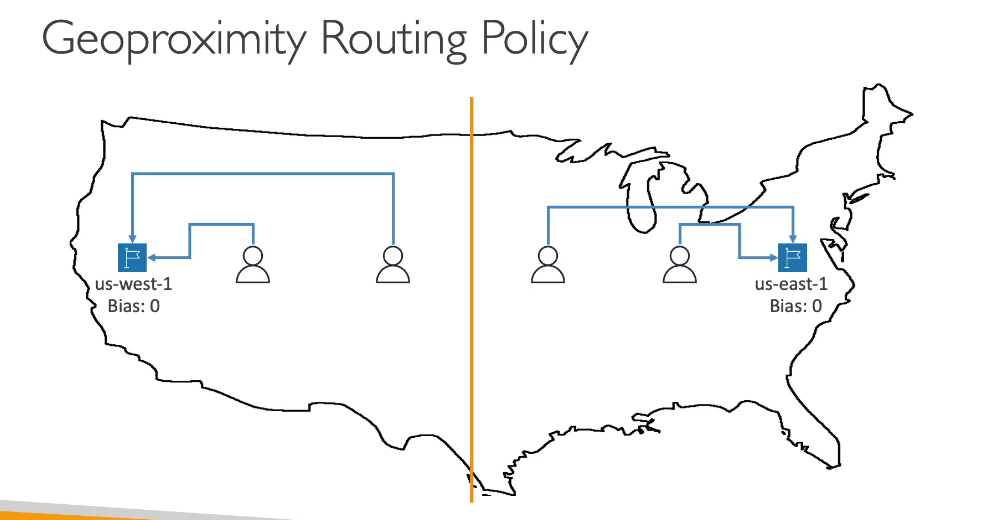 Geoproximity Routing Policy
us-west-1
Bias: 0
us-east-1
Bias: 0